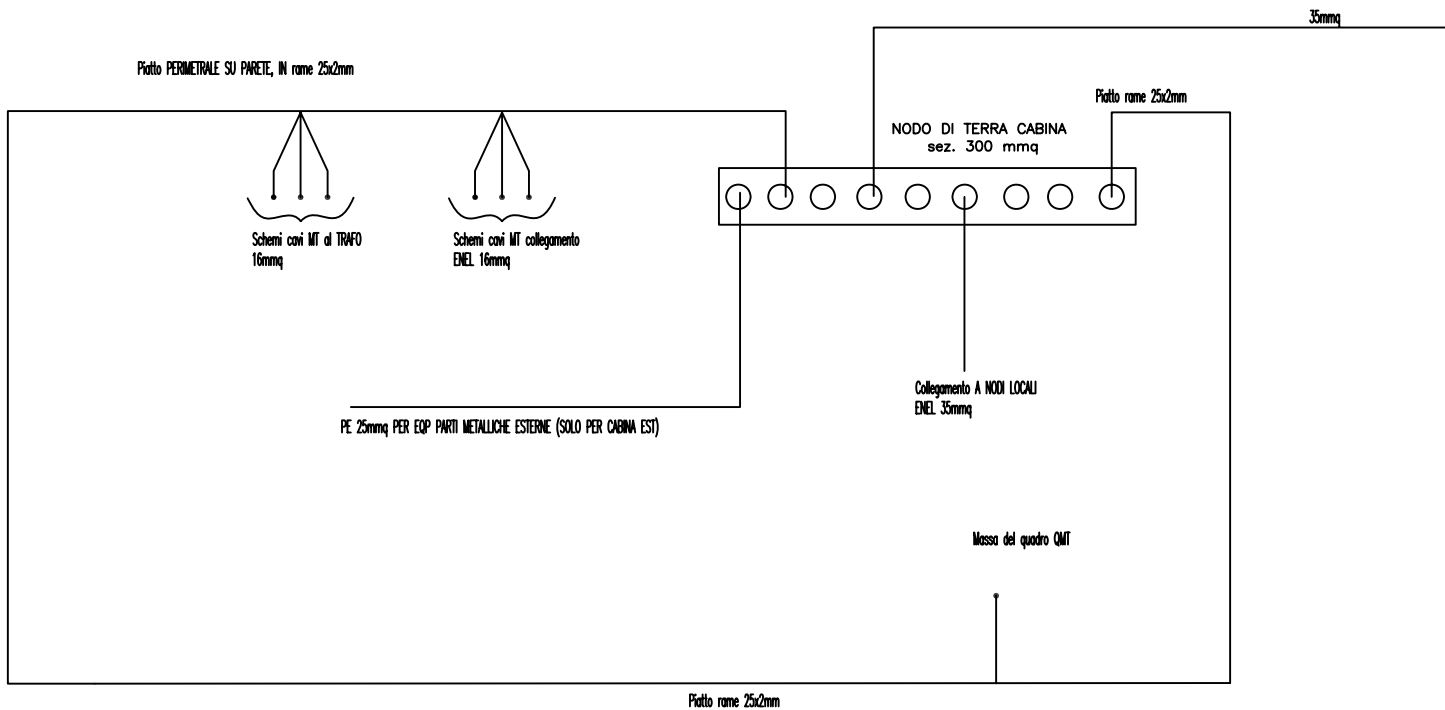 35mmq
Piatto PERIMETRALE SU PARETE, IN rame 25x2mm
Piatto rame 25x2mm
NODO DI TERRA CABINA
sez. 300 mmq
Schemi cavi MT al TRAFO
16mmq
Schemi cavi MT collegamento
ENEL 16mmq
Collegamento A NODI LOCALI
ENEL 35mmq
PE 25mmq PER EQP PARTI METALLICHE ESTERNE (SOLO PER CABINA EST)
Massa del quadro QMT
Piatto rame 25x2mm